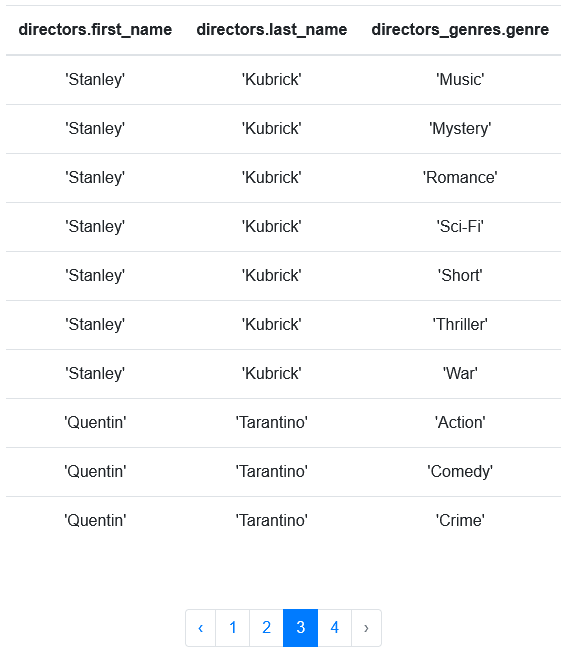 directors.first_name directors.last_name directors_genres.genre
'Stanley' 'Kubrick' 'Music'
'Stanley' 'Kubrick' 'Mystery'
'Stanley' 'Kubrick' 'Romance'
'Stanley' 'Kubrick' 'Sci-Fi'
'Stanley' 'Kubrick' 'Short'
'Stanley' 'Kubrick' 'Thriller'
'Stanley' 'Kubrick' 'War'
'Quentin' 'Tarantino' 'Action'
'Quentin' 'Tarantino' 'Comedy'
'Quentin' 'Tarantino' 'Crime'
‹ 1 2 3 4 ›